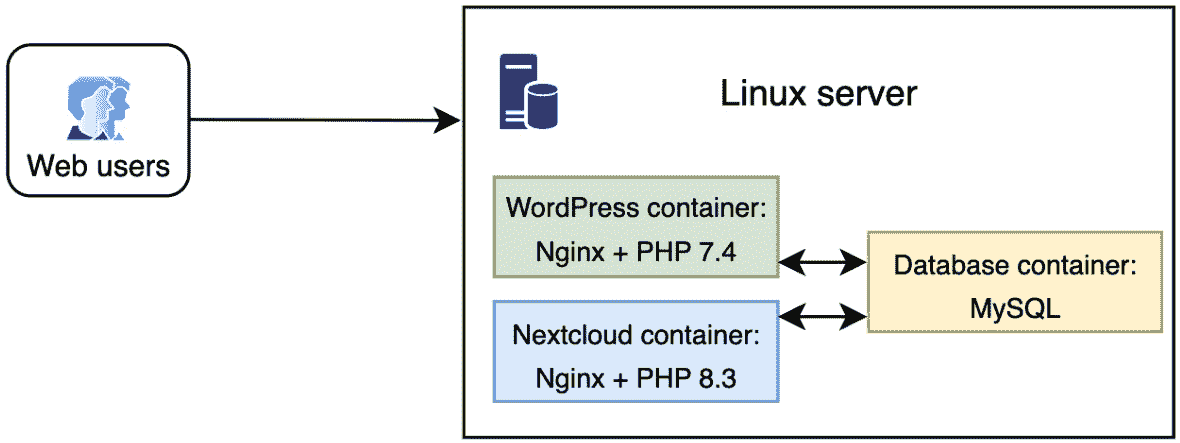 Web users
Linux server
WordPress container:
Nginx + PHP 7.4
Nextcloud container:
Nginx + PHP 8.3
Database container:
MySQL